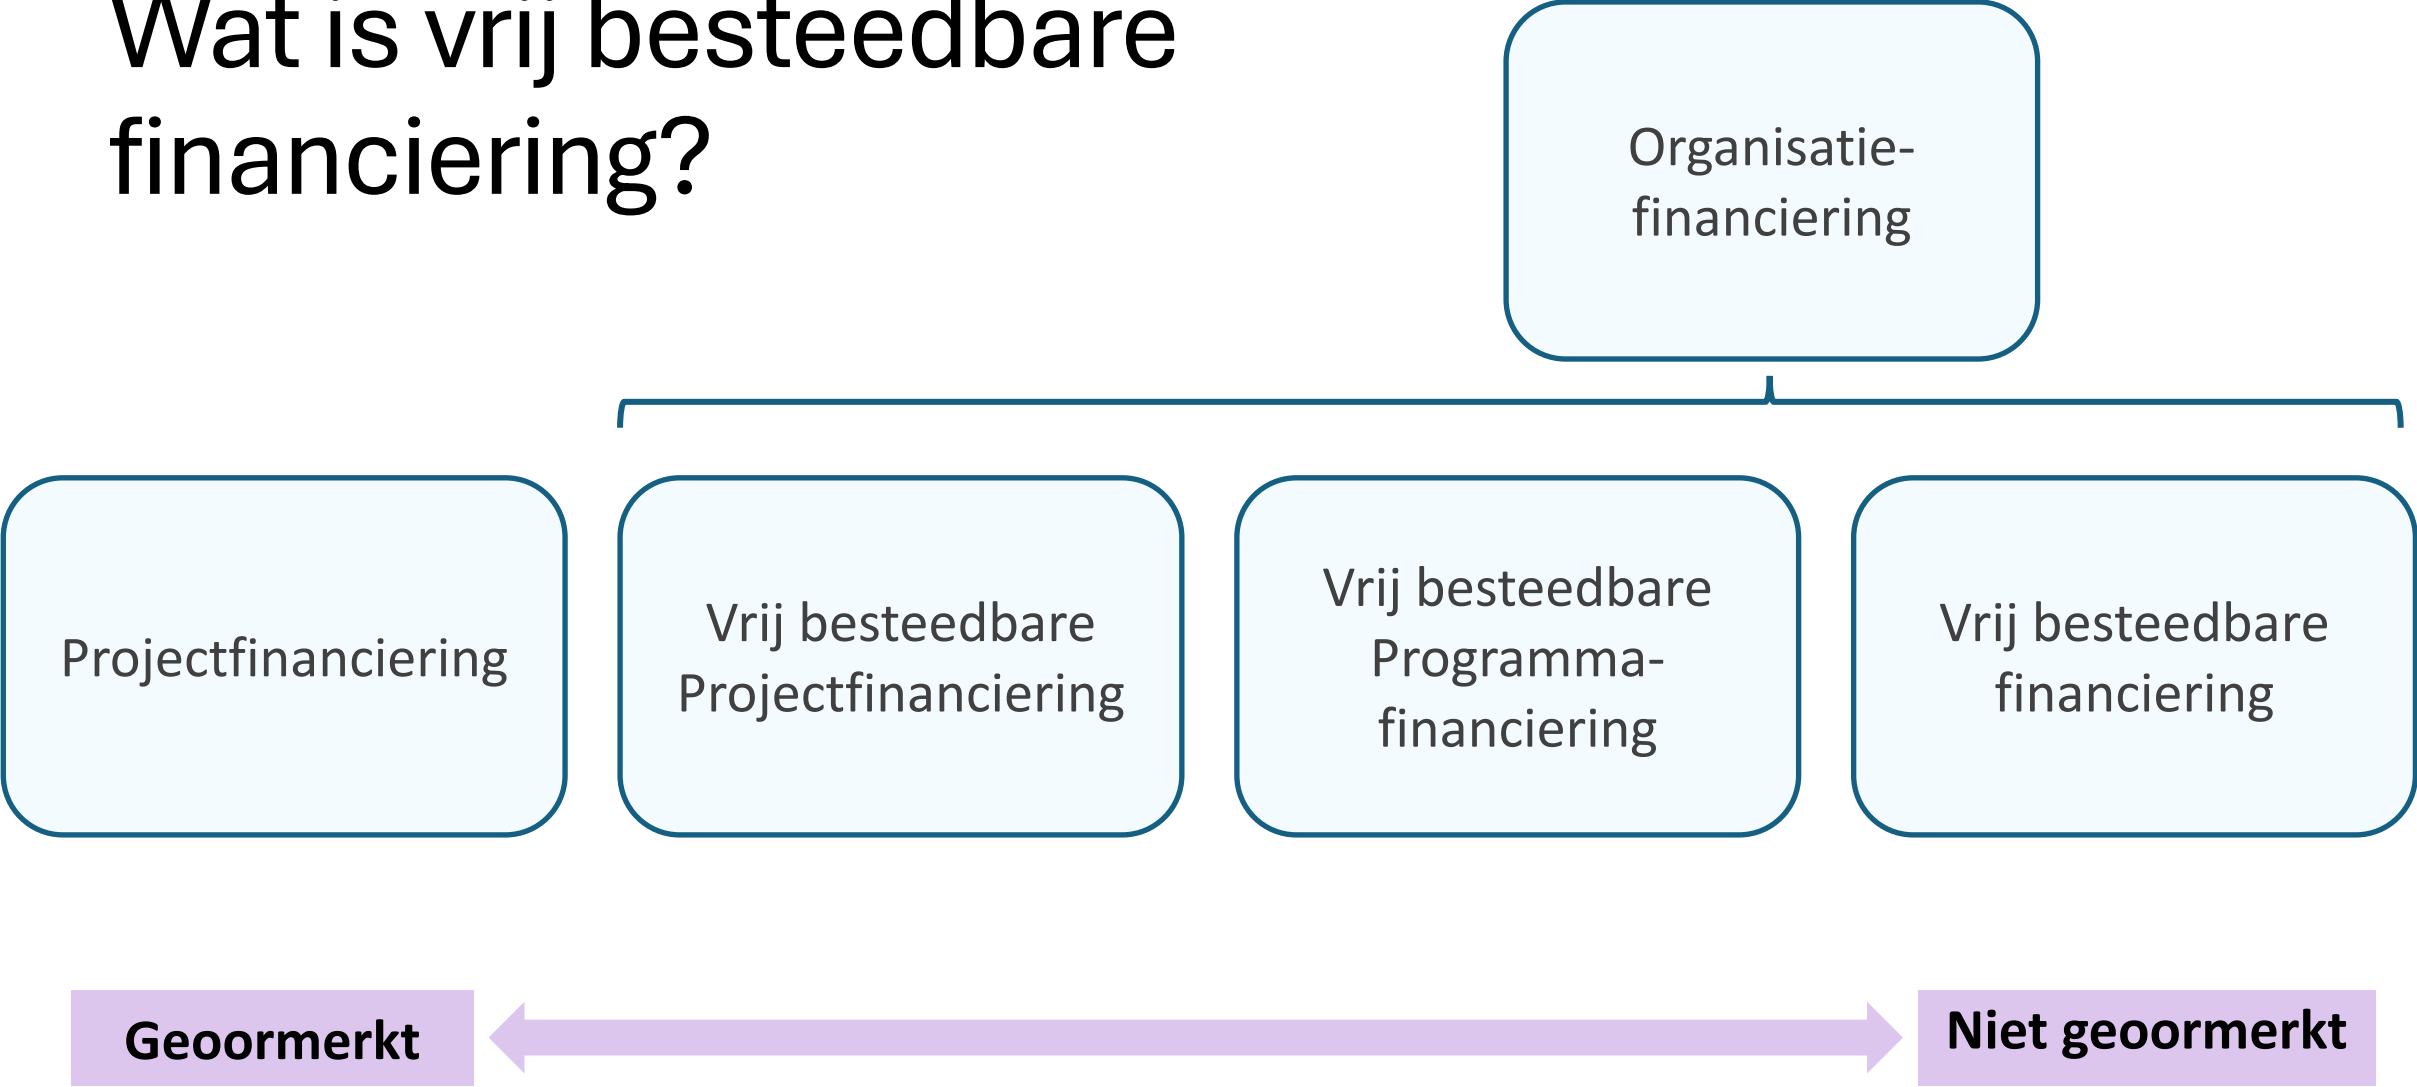 Wat is vrij besteedbare
financiering?
Organisatie-
financiering
Projectfinanciering
Vrij besteedbare
Projectfinanciering
Vrij besteedbare
Programma-
financiering
Vrij besteedbare
financiering
Geoormerkt
Niet geoormerkt